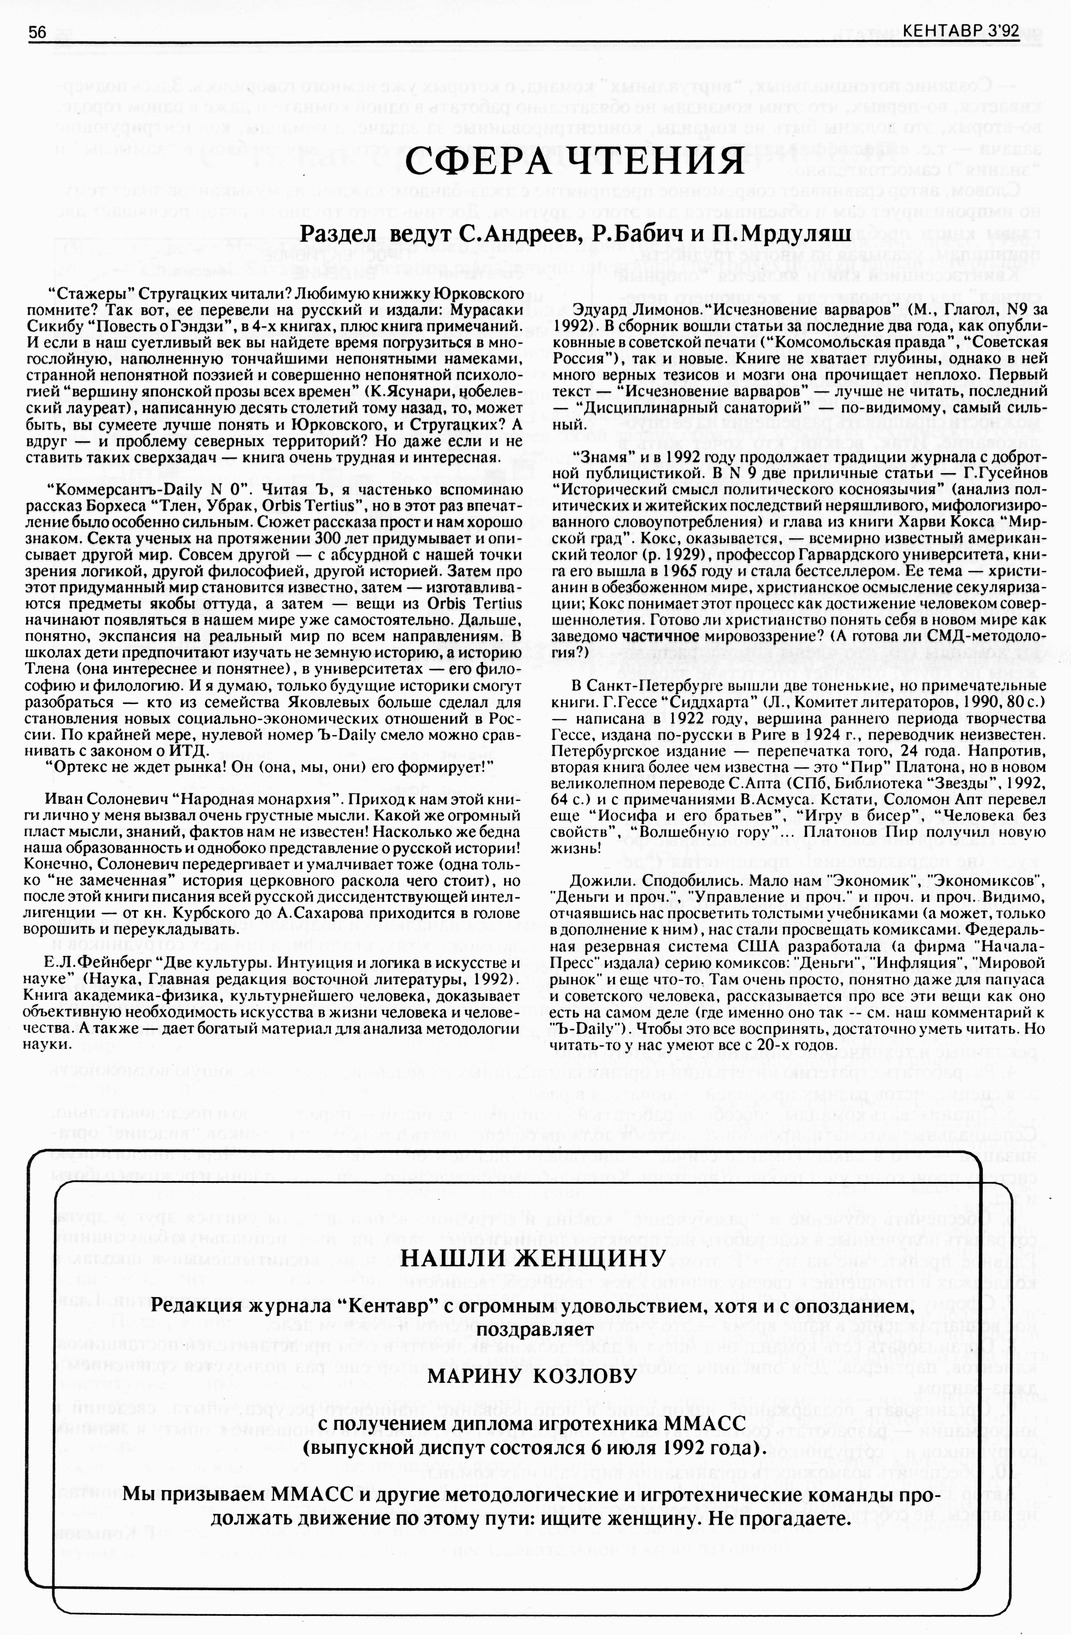 56
КЕНТАВР 3'92
СФЕРА ЧТЕНИЯ
Раздел ведут С.Андреев, Р.Бабич и П.Мрдуляш
“Стажеры” Стругацких читали? Любимую книжку Юрковского
помните? Так вот, ее перевели на русский и издали: Мурасаки
Сикибу “Повесть о Гэндзи”, в 4-х книгах, плюс книга примечаний.
И если в наш суетливый век вы найдете время погрузиться в мно-
гослойную, наполненную тончайшими непонятными намеками,
странной непонятной поэзией и совершенно непонятной психоло-
гией “вершину японской прозы всех времен” (К.Ясунари, нобелев-
ский лауреат), написанную десять столетий тому назад, то, может
быть, вы сумеете лучше понять и Юрковского, и Стругацких? А
вдруг — и проблему северных территорий? Но даже если и не
ставить таких сверхзадач — книга очень трудная и интересная.
“Коммерсантъ-Daily N 0”. Читая Ъ, я частенько вспоминаю
рассказ Борхеса “Тлен, Убрак, Orbis Tertius”, но в этот раз впечат-
ление было особенно сильным. Сюжет рассказа прост и нам хорошо
знаком. Секта ученых на протяжении 300 лет придумывает и опи-
сывает другой мир. Совсем другой — с абсурдной с нашей точки
зрения логикой, другой философией, другой историей. Затем про
этот придуманный мир становится известно, затем — изготавлива-
ются предметы якобы оттуда, а затем — вещи из Orbis Tertius
начинают появляться в нашем мире уже самостоятельно. Дальше,
понятно, экспансия на реальный мир по всем направлениям. В
школах дети предпочитают изучать не земную историю, а историю
Тлена (она интереснее и понятнее), в университетах — его фило-
софию и филологию. И я думаю, только будущие историки смогут
разобраться — кто из семейства Яковлевых больше сделал для
становления новых социально-экономических отношений в Рос-
сии. По крайней мере, нулевой номер Ъ-Daily смело можно срав-
нивать с законом о ИТД.
“Ортекс не ждет рынка! Он (она, мы, они) его формирует!”
Иван Солоневич “Народная монархия”. Приход к нам этой кни-
ги лично у меня вызвал очень грустные мысли. Какой же огромный
пласт мысли, знаний, фактов нам не известен! Насколько же бедна
наша образованность и однобоко представление о русской истории!
Конечно, Солоневич передергивает и умалчивает тоже (одна толь-
ко “не замеченная” история церковного раскола чего стоит), но
после этой книги писания всей русской диссидентствующей интел-
лигенции — от кн. Курбского до А.Сахарова приходится в голове
ворошить и переукладывать.
Е.Л.Фейнберг “Две культуры. Интуиция и логика в искусстве и
науке” (Наука, Главная редакция восточной литературы, 1992).
Книга академика-физика, культурнейшего человека, доказывает
объективную необходимость искусства в жизни человека и челове-
чества. А также — дает богатый материал для анализа методологии
науки.
Эдуард Лимонов.“Исчезновение варваров” (М., Глагол, N9 за
1992). В сборник вошли статьи за последние два года, как опубли-
ковнные в советской печати (“Комсомольская правда”, “Советская
Россия”), так и новые. Книге не хватает глубины, однако в ней
много верных тезисов и мозги она прочищает неплохо. Первый
текст — “Исчезновение варваров” — лучше не читать, последний
— “Дисциплинарный санаторий” — по-видимому, самый силь-
ный.
“Знамя” и в 1992 году продолжает традиции журнала с доброт-
ной публицистикой. В N 9 две приличные статьи — Г.Гусейнов
“Исторический смысл политического косноязычия” (анализ пол-
итических и житейских последствий неряшливого, мифологизиро-
ванного словоупотребления) и глава из книги Харви Кокса “Мир-
ской град”. Кокс, оказывается, — всемирно известный американ-
ский теолог (р. 1929), профессор Гарвардского университета, кни-
га его вышла в 1965 году и стала бестселлером. Ее тема — христи-
анин в обезбоженном мире, христианское осмысление секуляриза-
ции; Кокс понимает этот процесс как достижение человеком совер-
шеннолетия. Готово ли христианство понять себя в новом мире как
заведомо частичное мировоззрение? (А готова ли СМД-методоло-
гия?)
В Санкт-Петербурге вышли две тоненькие, но примечательные
книги. Г.Гессе “Сиддхарта” (Л., Комитет литераторов, 1990, 80 с.)
— написана в 1922 году, вершина раннего периода творчества
Гессе, издана по-русски в Риге в 1924 г., переводчик неизвестен.
Петербургское издание — перепечатка того, 24 года. Напротив,
вторая книга более чем известна — это “Пир” Платона, но в новом
великолепном переводе С.Апта (СПб, Библиотека “Звезды”, 1992,
64 с.) и с примечаниями В.Асмуса. Кстати, Соломон Апт перевел
еще “Иосифа и его братьев”, “Игру в бисер”, “Человека без
свойств”, “Волшебную гору”... Платонов Пир получил новую
жизнь!
Дожили. Сподобились. Мало нам "Экономик", "Экономиксов",
"Деньги и проч.", "Управление и проч." и проч. и проч. Видимо,
отчаявшись нас просветить толстыми учебниками (а может, только
в дополнение к ним), нас стали просвещать комиксами. Федераль-
ная резервная система США разработала (а фирма "Начала-
Пресс" издала) серию комиксов: "Деньги", "Инфляция", "Мировой
рынок" и еще что-то. Там очень просто, понятно даже для папуаса
и советского человека, рассказывается про все эти вещи как оно
есть на самом деле (где именно оно так -- см. наш комментарий к
"Ъ-Daily"). Чтобы это все воспринять, достаточно уметь читать. Но
читать-то у нас умеют все с 20-х годов.
НАШЛИ ЖЕНЩИНУ
Редакция журнала “Кентавр” с огромным удовольствием, хотя и с опозданием,
поздравляет
МАРИНУ КОЗЛОВУ
с получением диплома игротехника ММАСС
(выпускной диспут состоялся 6 июля 1992 года).
Мы призываем ММАСС и другие методологические и игротехнические команды про-
должать движение по этому пути: ищите женщину. Не прогадаете.